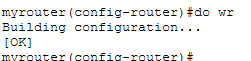 myrouter(config-router)#do wr
Building configuration...
[OK]
myrouter(config-router)#